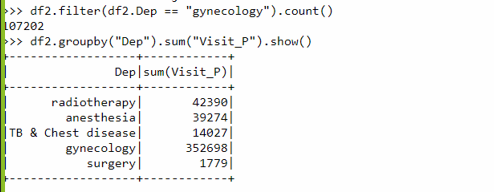 >>> df2.filter(df2.Dep == "gynecology").count()
107202
>>> df2.groupby("Dep").sum("Visit_P").show()
+------------------+------------+
|               Dep|sum(Visit_P)|
+------------------+------------+
|      radiotherapy|       42390|
|        anesthesia|       39274|
|TB & Chest disease|       14027|
|        gynecology|      352698|
|           surgery|        1779|
+------------------+------------+